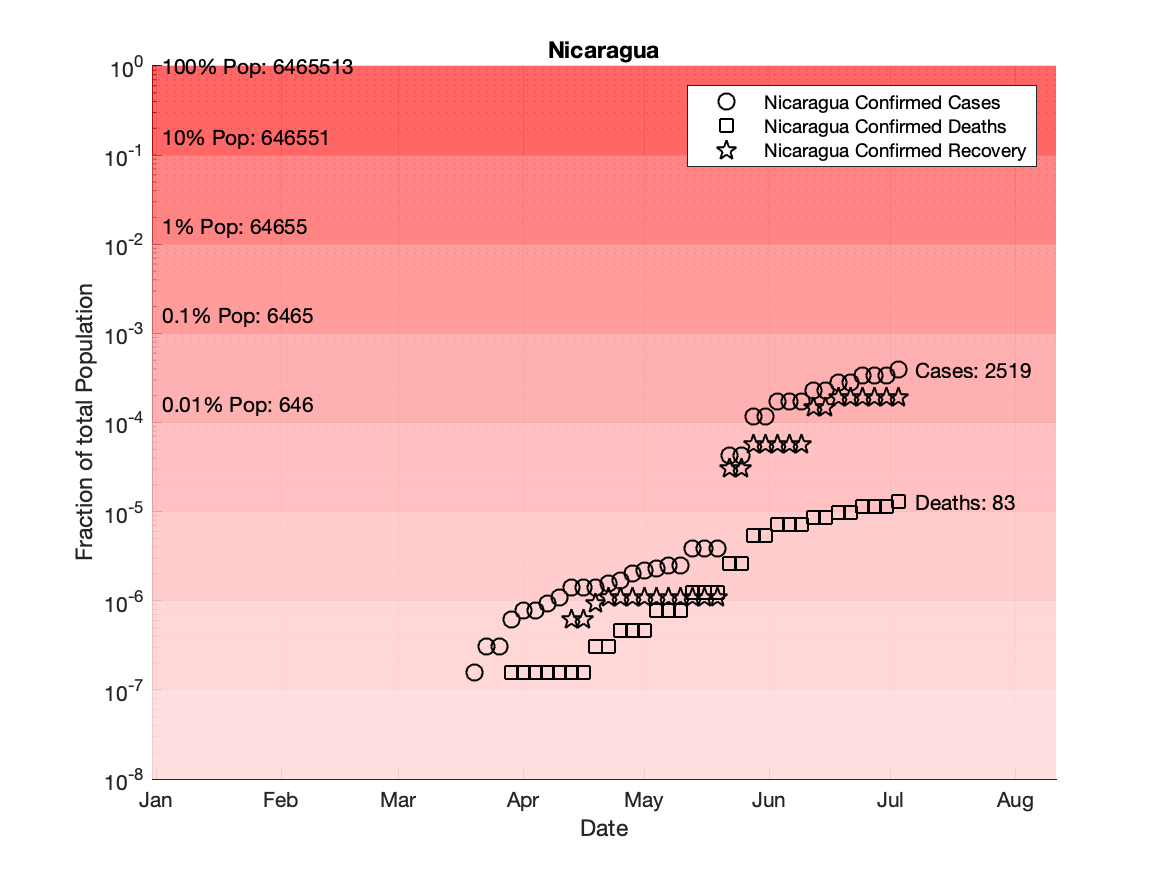 Nicaragua
10^0
100% Pop: 6465513
Nicaragua Confirmed Cases
Nicaragua Confirmed Deaths
Nicaragua Confirmed Recovery
10% Pop: 646551
10^-1
1% Pop: 64655
10^-2
0.1% Pop: 6465
10^-3
Cases: 2519
0.01% Pop: 646
10^-4
Deaths: 83
10^-5
10^-6
10^-7
10^-8
Fraction of total Population
Jan Feb Mar Apr May Jun Jul Aug
Date